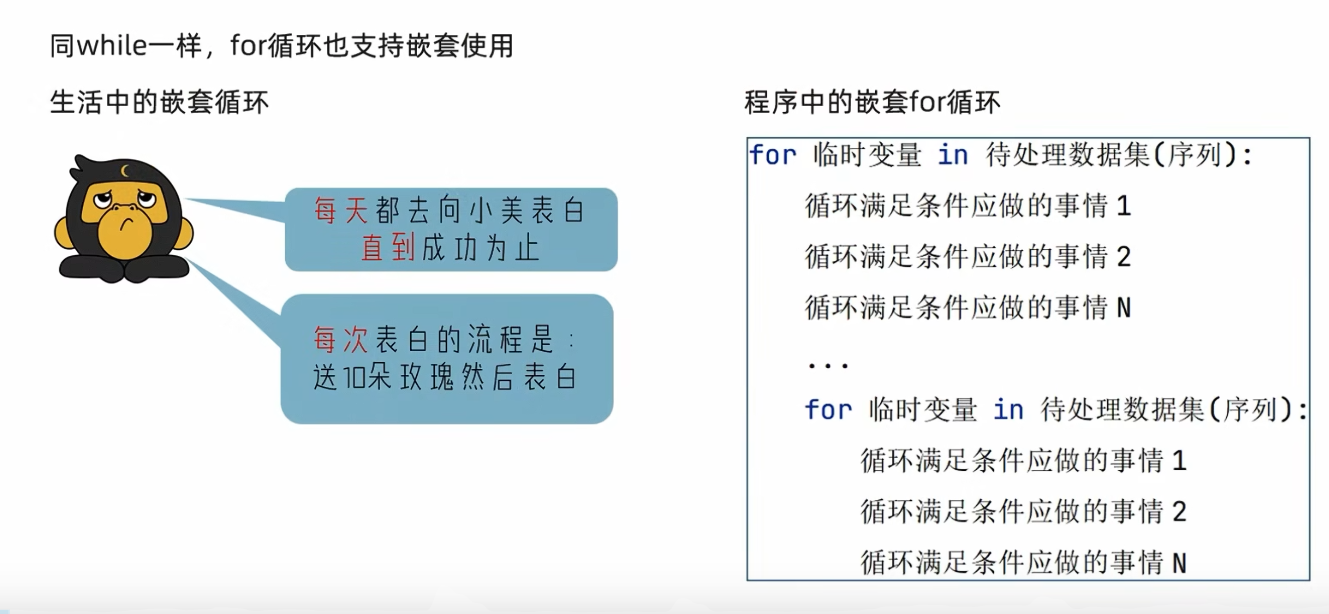 同while一样，for循环也支持嵌套使用
生活中的嵌套循环
每天都去向小美表白
直到成功为止
每次表白的流程是：
送10朵玫瑰然后表白
程序中的嵌套for循环
for 临时变量 in 待处理数据集(序列):
循环满足条件应做的事情 1
循环满足条件应做的事情 2
循环满足条件应做的事情 N
...
for 临时变量 in 待处理数据集(序列):
循环满足条件应做的事情 1
循环满足条件应做的事情 2
循环满足条件应做的事情 N